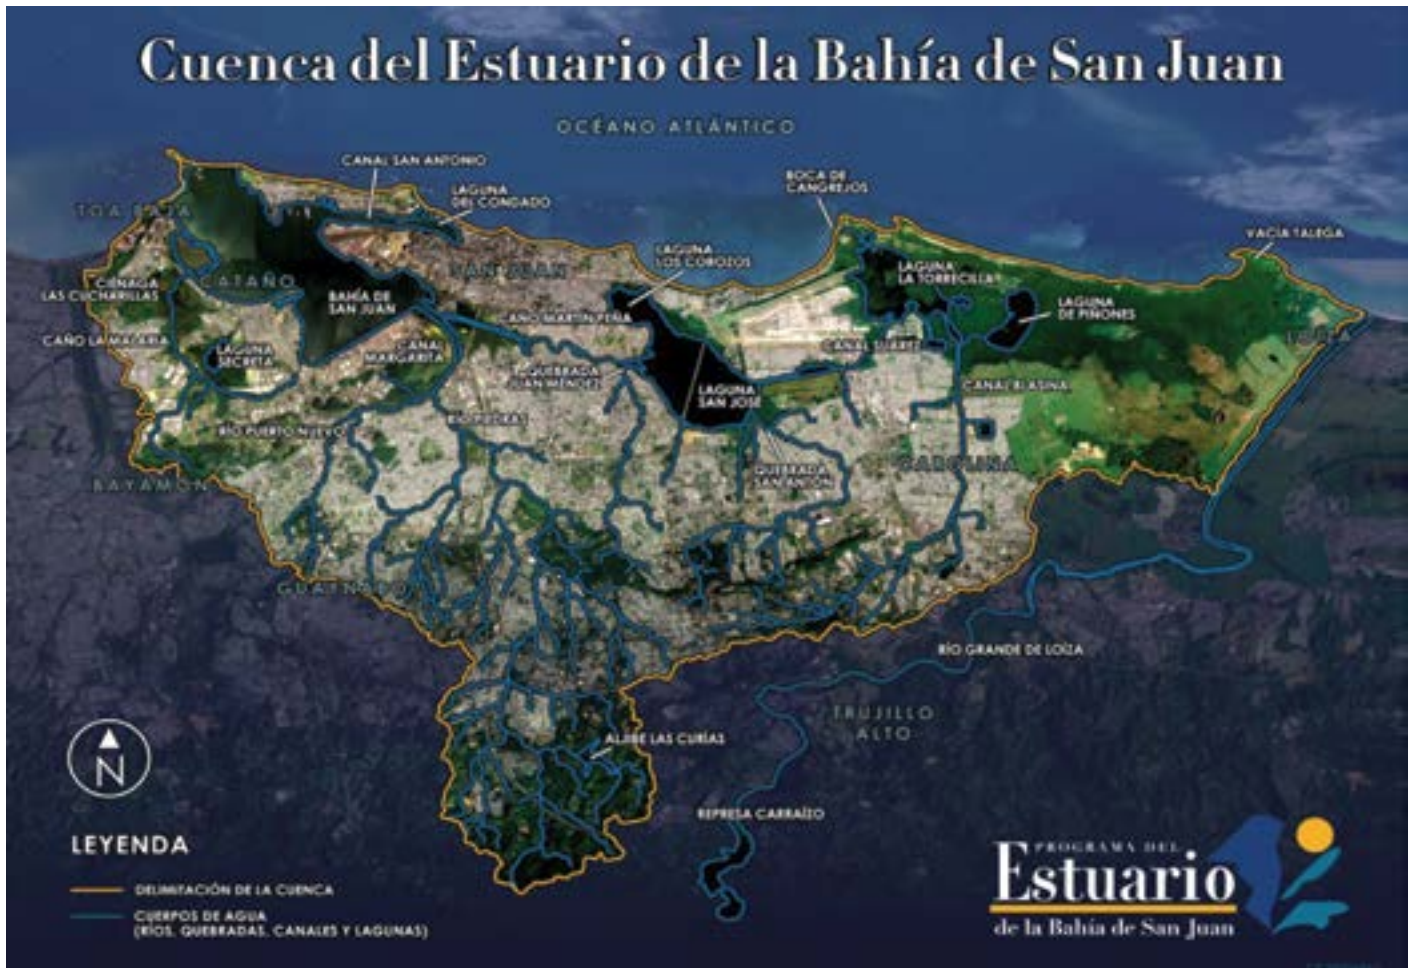 Cuenca del Estuario de la Bahía de San Juan
OCÉANO ATLÁNTICO
CANAL SAN ANTONIO
LAGUNA
DEL CONDADO
BOCA DE
CANGREJOS
TOA BAJA
VACÍA TALEGA
LAGUNA
LOS COROZOS
SAN JUAN
LAGUNA
LA TORRECILLA
CIÉNAGA
LAS CUCHARILLAS
CATAÑO
BAHÍA DE
SAN JUAN
LAGUNA
DE PIÑONES
CAÑO MARTÍN PEÑA
CAÑO LA MALARIA
LOÍZA
LAGUNA
SECRETA
CANAL
MARGARITA
CANAL SUÁREZ
QUEBRADA
JUAN MÉNDEZ
LAGUNA
SAN JOSÉ
CANAL BLASINA
RÍO PUERTO NUEVO
RÍO PIEDRAS
QUEBRADA
SAN ANTÓN
CAROLINA
BAYAMÓN
GUAYNABO
RÍO GRANDE DE LOÍZA
TRUJILLO
ALTO
ALJIBE LAS CURÍAS
N
REPRESA CARRAÍZO
LEYENDA
DELIMITACIÓN DE LA CUENCA
CUERPOS DE AGUA
(RÍOS, QUEBRADAS, CANALES Y LAGUNAS)
PROGRAMA DEL
Estuario
de la Bahía de San Juan